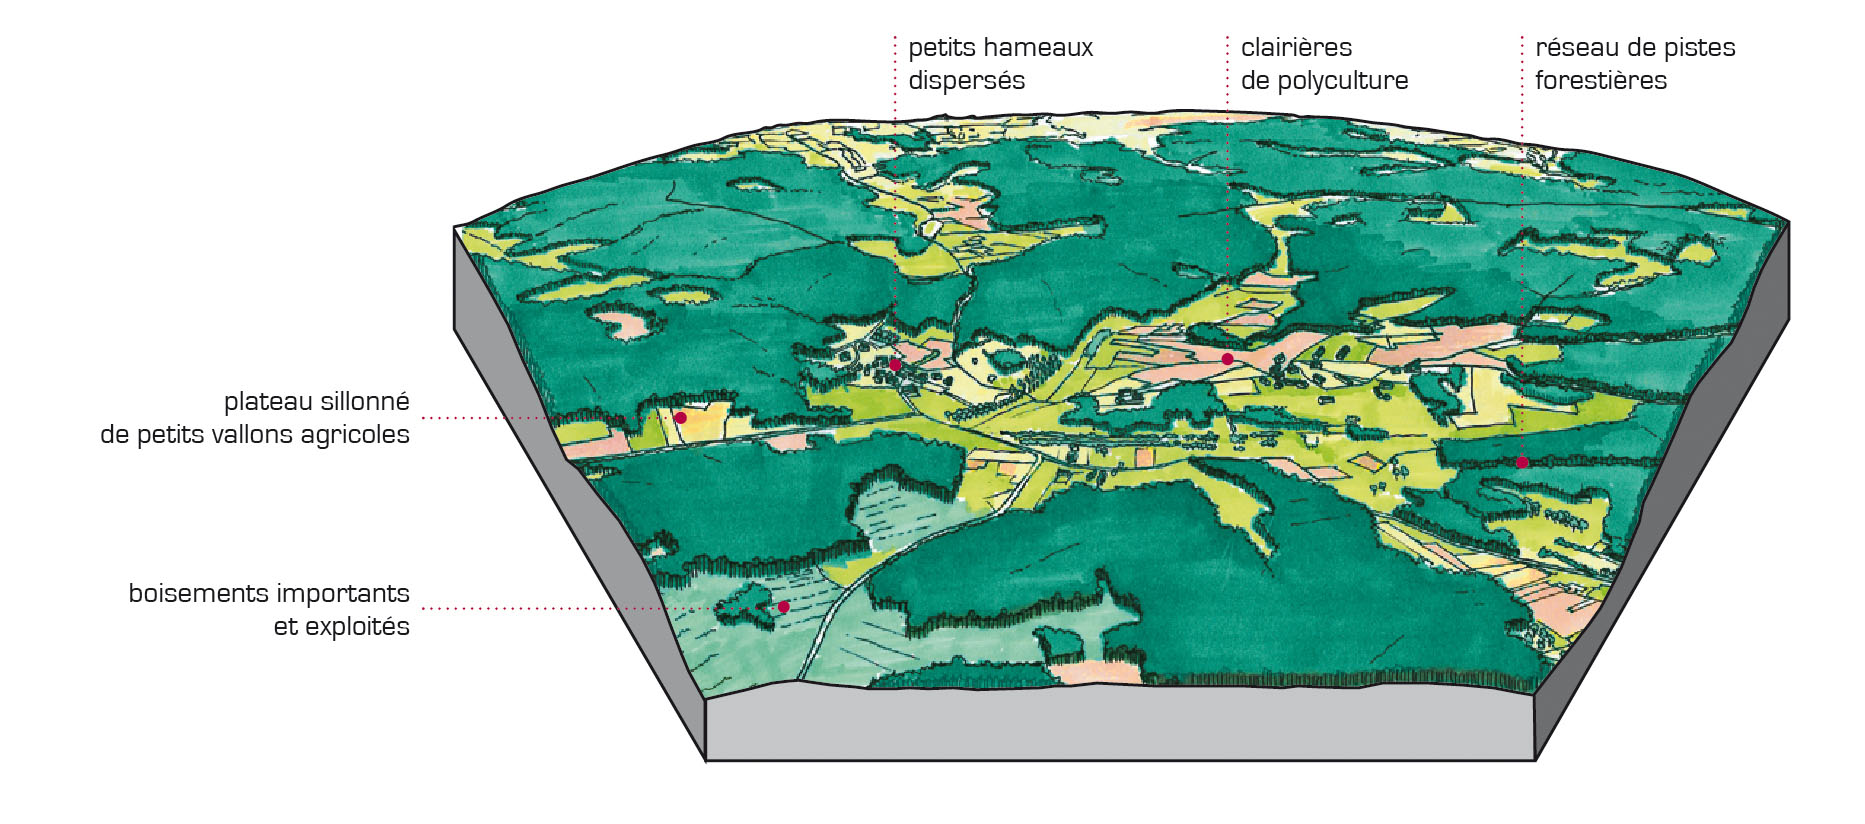 petits hameaux
dispersés
clairières
de polyculture
réseau de pistes
forestières
plateau sillonné
de petits vallons agricoles
boisements importants
et exploités